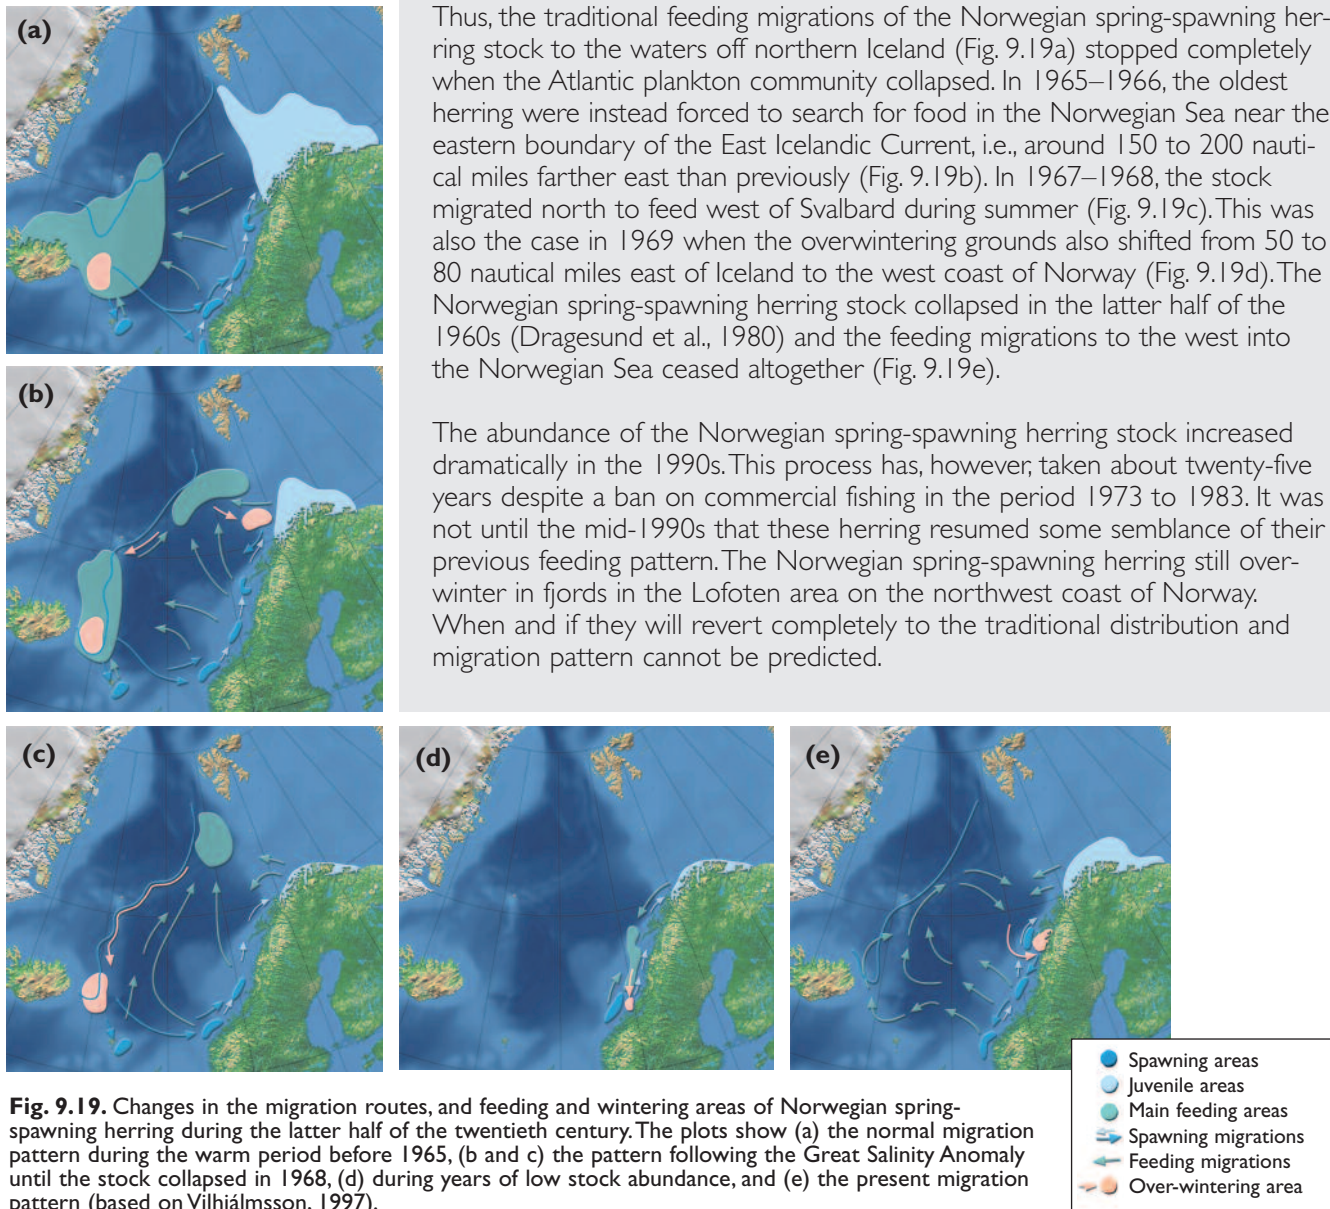 (a)
Thus, the traditional feeding migrations of the Norwegian spring-spawning her-
ring stock to the waters off northern Iceland (Fig. 9.19a) stopped completely
when the Atlantic plankton community collapsed. In 1965–1966, the oldest
herring were instead forced to search for food in the Norwegian Sea near the
eastern boundary of the East Icelandic Current, i.e., around 150 to 200 nauti-
cal miles farther east than previously (Fig. 9.19b). In 1967–1968, the stock
migrated north to feed west of Svalbard during summer (Fig. 9.19c). This was
also the case in 1969 when the overwintering grounds also shifted from 50 to
80 nautical miles east of Iceland to the west coast of Norway (Fig. 9.19d). The
Norwegian spring-spawning herring stock collapsed in the latter half of the
1960s (Dragesund et al., 1980) and the feeding migrations to the west into
the Norwegian Sea ceased altogether (Fig. 9.19e).
The abundance of the Norwegian spring-spawning herring stock increased
dramatically in the 1990s. This process has, however, taken about twenty-five
years despite a ban on commercial fishing in the period 1973 to 1983. It was
not until the mid-1990s that these herring resumed some semblance of their
previous feeding pattern. The Norwegian spring-spawning herring still over-
winter in fjords in the Lofoten area on the northwest coast of Norway.
When and if they will revert completely to the traditional distribution and
migration pattern cannot be predicted.
(b)
(c)
(d)
(e)
Spawning areas
Juvenile areas
Main feeding areas
Spawning migrations
Feeding migrations
Over-wintering area
Fig. 9.19. Changes in the migration routes, and feeding and wintering areas of Norwegian spring-
spawning herring during the latter half of the twentieth century. The plots show (a) the normal migration
pattern during the warm period before 1965, (b and c) the pattern following the Great Salinity Anomaly
until the stock collapsed in 1968, (d) during years of low stock abundance, and (e) the present migration
pattern (based on Vilhjálmsson, 1997).